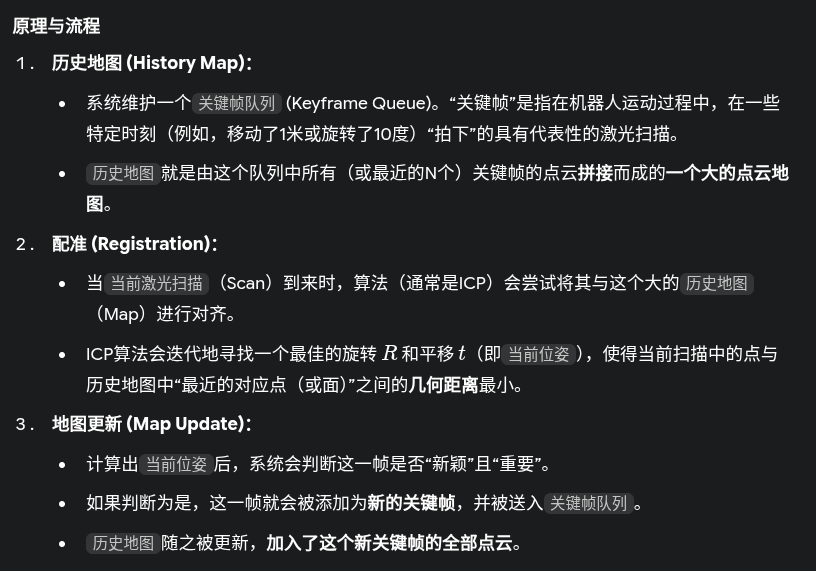 原理与流程
1. 历史地图 (History Map)：
• 系统维护一个 关键帧队列 (Keyframe Queue)。“关键帧”是指在机器人运动过程中，在一些
特定时刻（例如，移动了1米或旋转了10度）“拍下”的具有代表性的激光扫描。
• 历史地图 就是由这个队列中所有（或最近的N个）关键帧的点云拼接而成的一个大的点云地
图。
2. 配准 (Registration)：
• 当 当前激光扫描 （Scan）到来时，算法（通常是ICP）会尝试将其与这个大的 历史地图
（Map）进行对齐。
• ICP算法会迭代地寻找一个最佳的旋转 R 和平移 t（即 当前位姿 ），使得当前扫描中的点与
历史地图中“最近的对应点（或面）”之间的几何距离最小。
3. 地图更新 (Map Update)：
• 计算出 当前位姿 后，系统会判断这一帧是否“新颖”且“重要”。
• 如果判断为是，这一帧就会被添加为新的关键帧，并被送入 关键帧队列 。
• 历史地图 随之被更新，加入了这个新关键帧的全部点云。